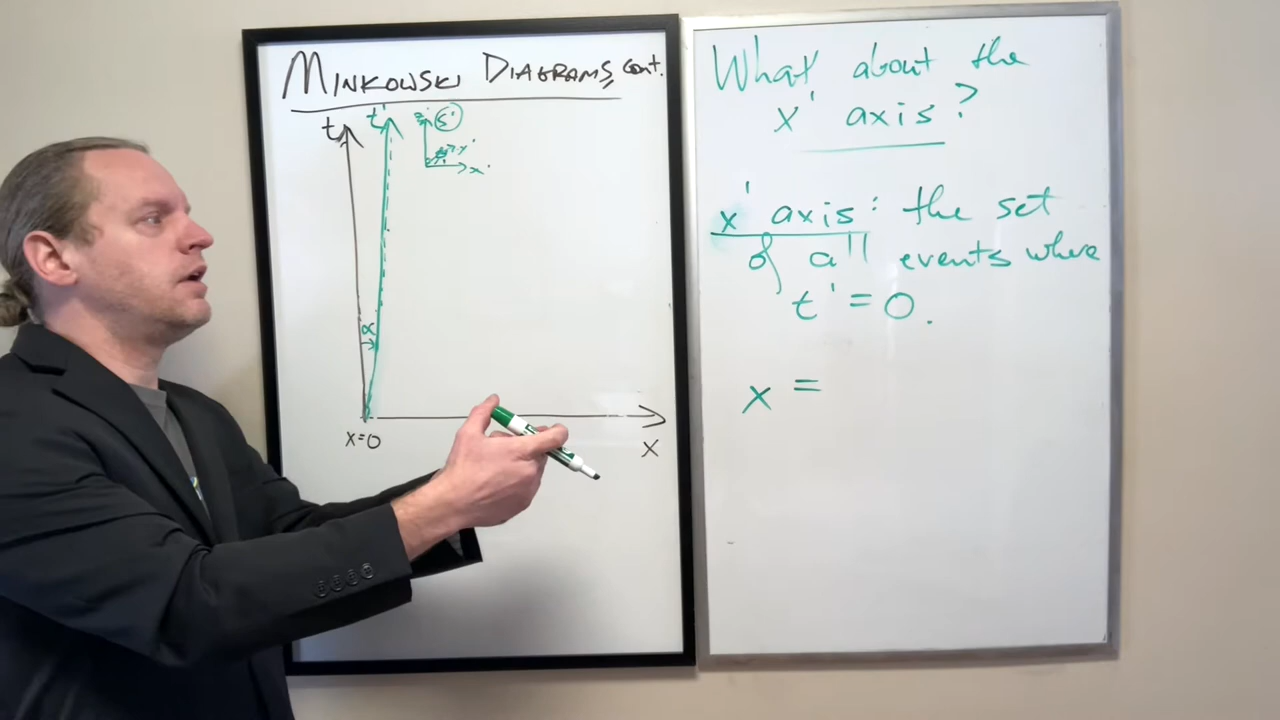 MINKOWSKI DIAGRAMS, cont.
t
t'
S'
x'
α
x=0
x
What about the
x' axis?
x' axis: the set
of all events where
t' = 0.
x =